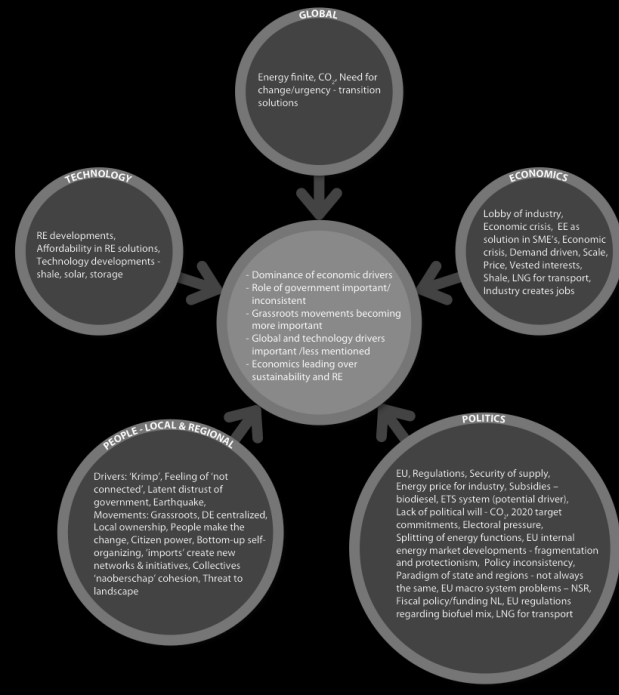 GLOBAL
Energy finite, CO₂, Need for
change/urgency - transition
solutions
TECHNOLOGY
RE developments,
Affordability in RE solutions,
Technology developments -
shale, solar, storage
ECONOMICS
Lobby of industry,
Economic crisis, EE as
solution in SME's, Economic
crisis, Demand driven, Scale,
Price, Vested interests,
Shale, LNG for transport,
Industry creates jobs
- Dominance of economic drivers
- Role of government important/
inconsistent
- Grassroots movements becoming
more important
- Global and technology drivers
important /less mentioned
- Economics leading over
sustainability and RE
PEOPLE - LOCAL & REGIONAL
Drivers: 'Krimp', Feeling of 'not
connected', Latent distrust of
government, Earthquake,
Movements: Grassroots, DE centralized,
Local ownership, People make the
change, Citizen power, Bottom-up self-
organizing, 'imports' create new
networks & initiatives, Collectives
'naoberschap' cohesion, Threat to
landscape
POLITICS
EU, Regulations, Security of supply,
Energy price for industry, Subsidies –
biodiesel, ETS system (potential driver),
Lack of political will - CO₂, 2020 target
commitments, Electoral pressure,
Splitting of energy functions, EU internal
energy market developments - fragmentation
and protectionism, Policy inconsistency,
Paradigm of state and regions - not always
the same, EU macro system problems – NSR,
Fiscal policy/funding NL, EU regulations
regarding biofuel mix, LNG for transport